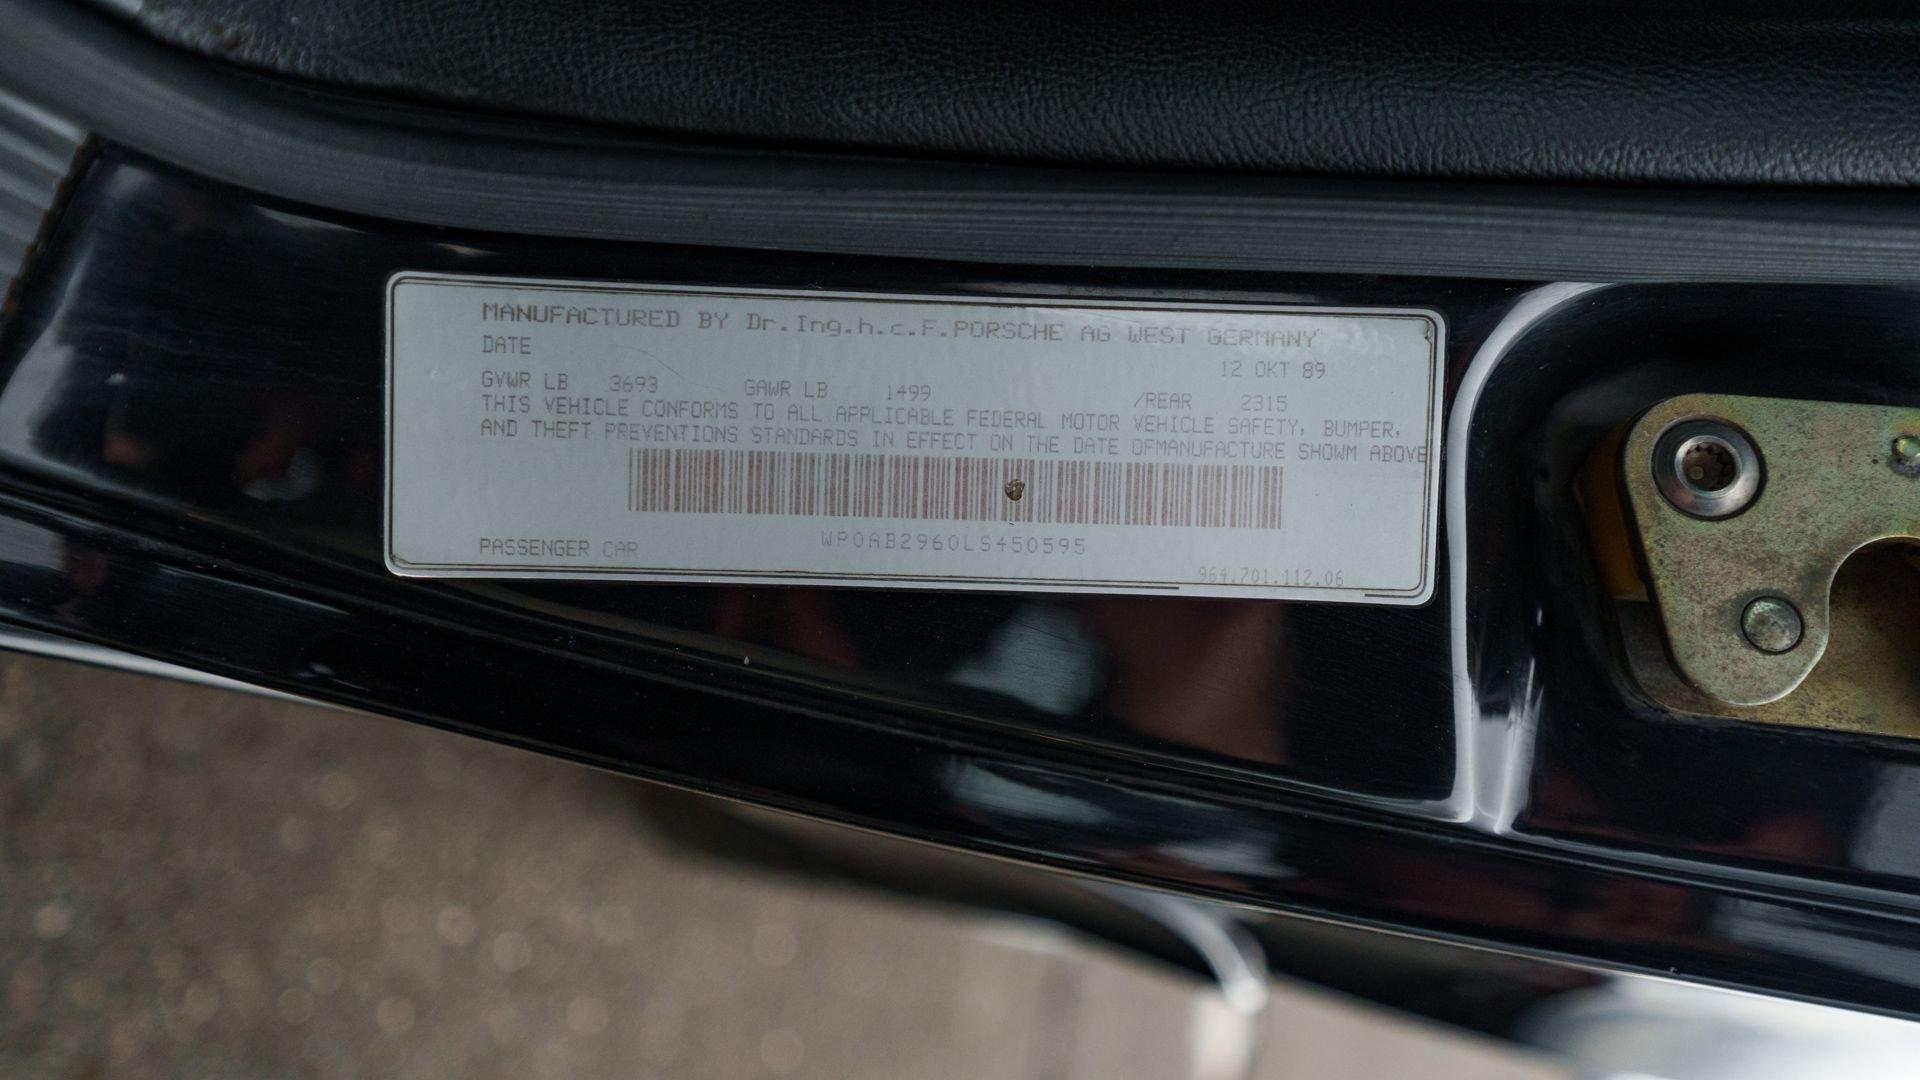 MANUFACTURED BY Dr.Ing.h.c.F.PORSCHE AG WEST GERMANY
DATE 12 OKT 89
GVWR LB 3693 GAWR LB 1499 /REAR 2315
THIS VEHICLE CONFORMS TO ALL APPLICABLE FEDERAL MOTOR VEHICLE SAFETY, BUMPER,
AND THEFT PREVENTIONS STANDARDS IN EFFECT ON THE DATE OFMANUFACTURE SHOWM ABOVE
WP0AB2960LS450595
PASSENGER CAR
964.701.112.06